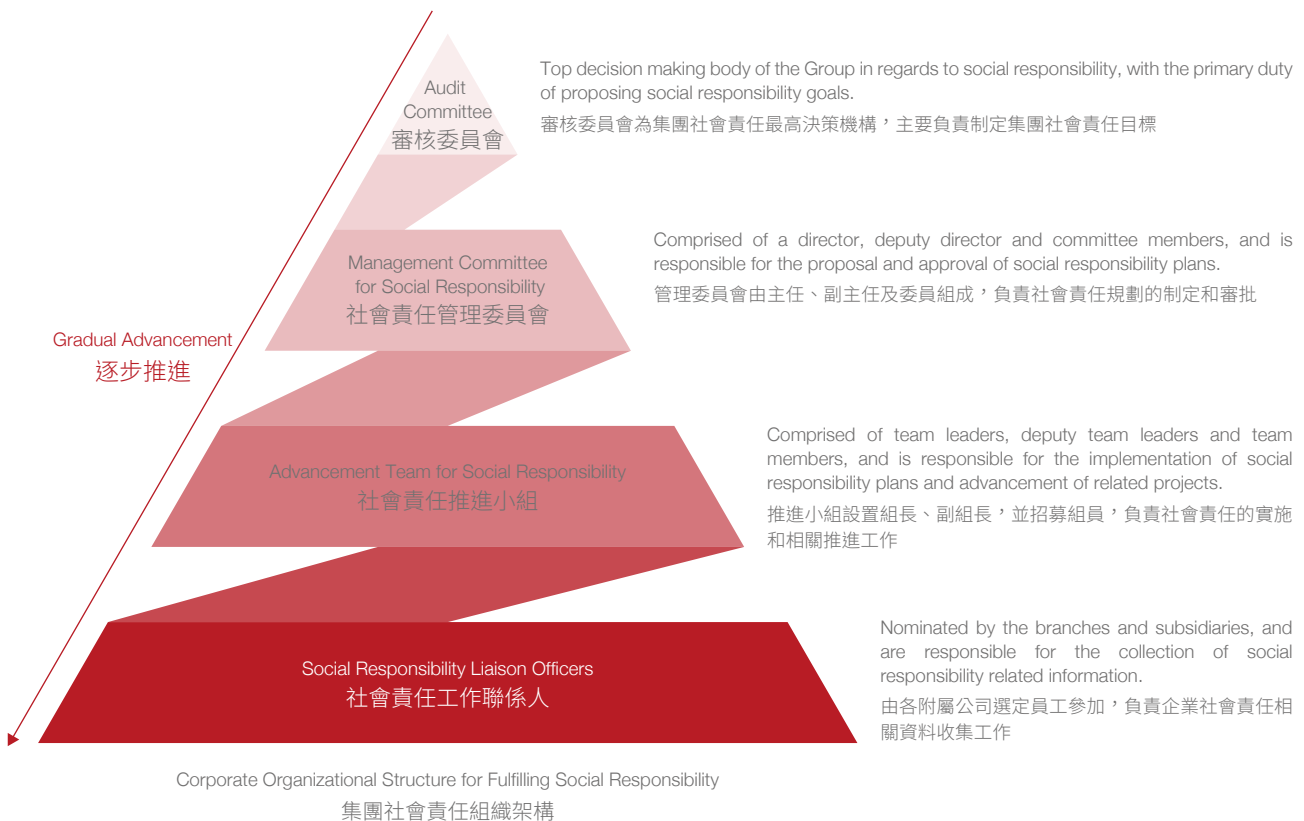 Audit
Committee
審核委員會
Top decision making body of the Group in regards to social responsibility, with the primary duty
of proposing social responsibility goals.
審核委員會為集團社會責任最高決策機構，主要負責制定集團社會責任目標
Management Committee
for Social Responsibility
社會責任管理委員會
Comprised of a director, deputy director and committee members, and is
responsible for the proposal and approval of social responsibility plans.
管理委員會由主任、副主任及委員組成，負責社會責任規劃的制定和審批
Gradual Advancement
逐步推進
Advancement Team for Social Responsibility
社會責任推進小組
Comprised of team leaders, deputy team leaders and team
members, and is responsible for the implementation of social
responsibility plans and advancement of related projects.
推進小組設置組長、副組長，並招募組員，負責社會責任的實施
和相關推進工作
Social Responsibility Liaison Officers
社會責任工作聯係人
Nominated by the branches and subsidiaries, and
are responsible for the collection of social
responsibility related information.
由各附屬公司選定員工參加，負責企業社會責任相
關資料收集工作
Corporate Organizational Structure for Fulfilling Social Responsibility
集團社會責任組織架構